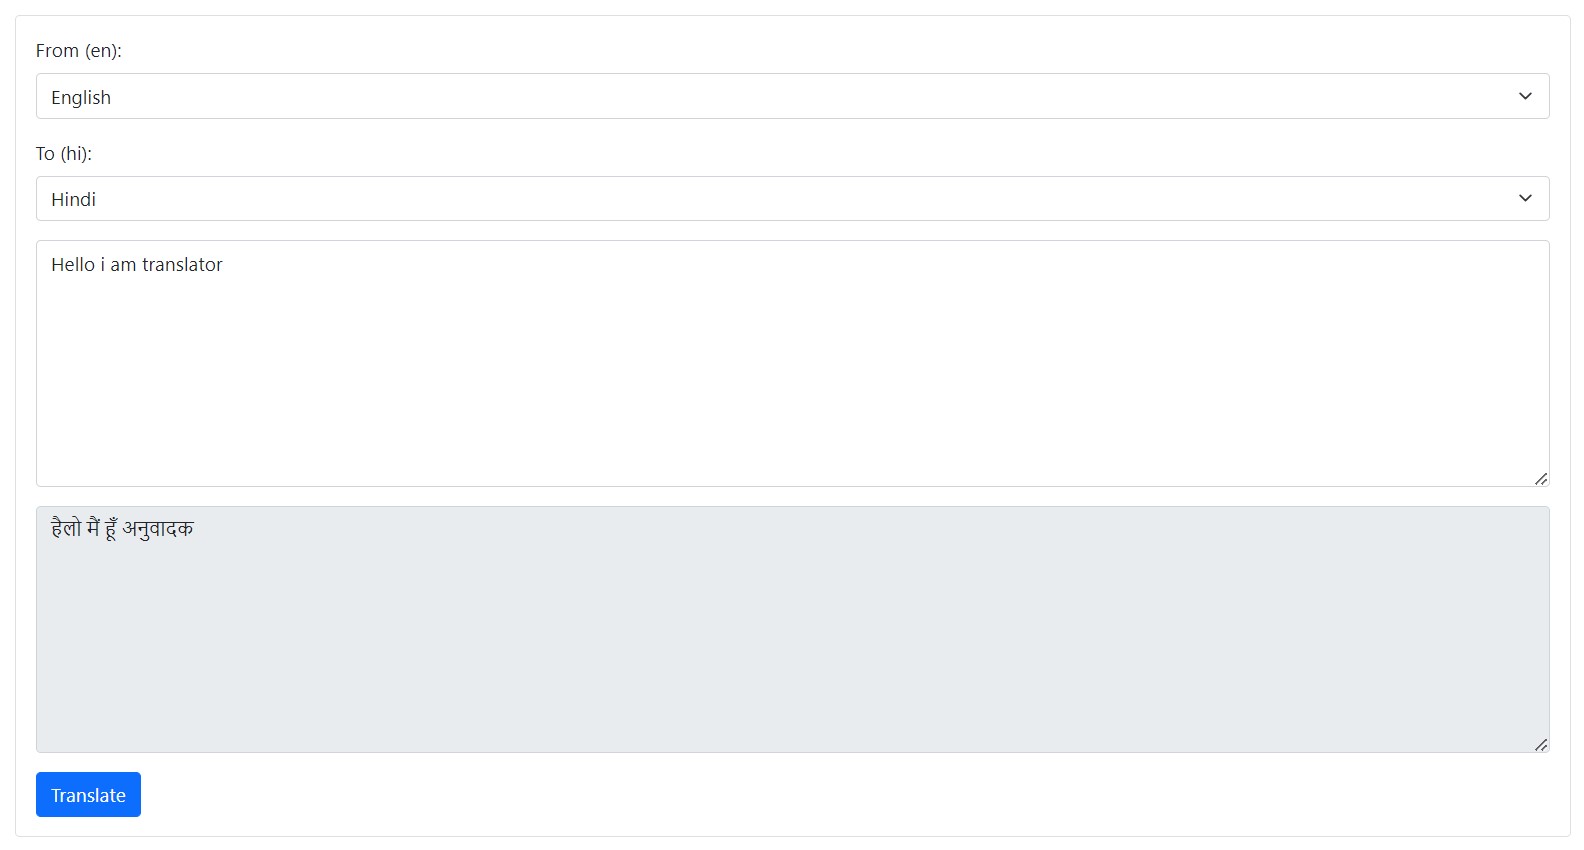 From (en):
English
To (hi):
Hindi
Hello i am translator
हैलो मैं हूँ अनुवादक
Translate